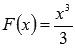 F(x) = x³/3